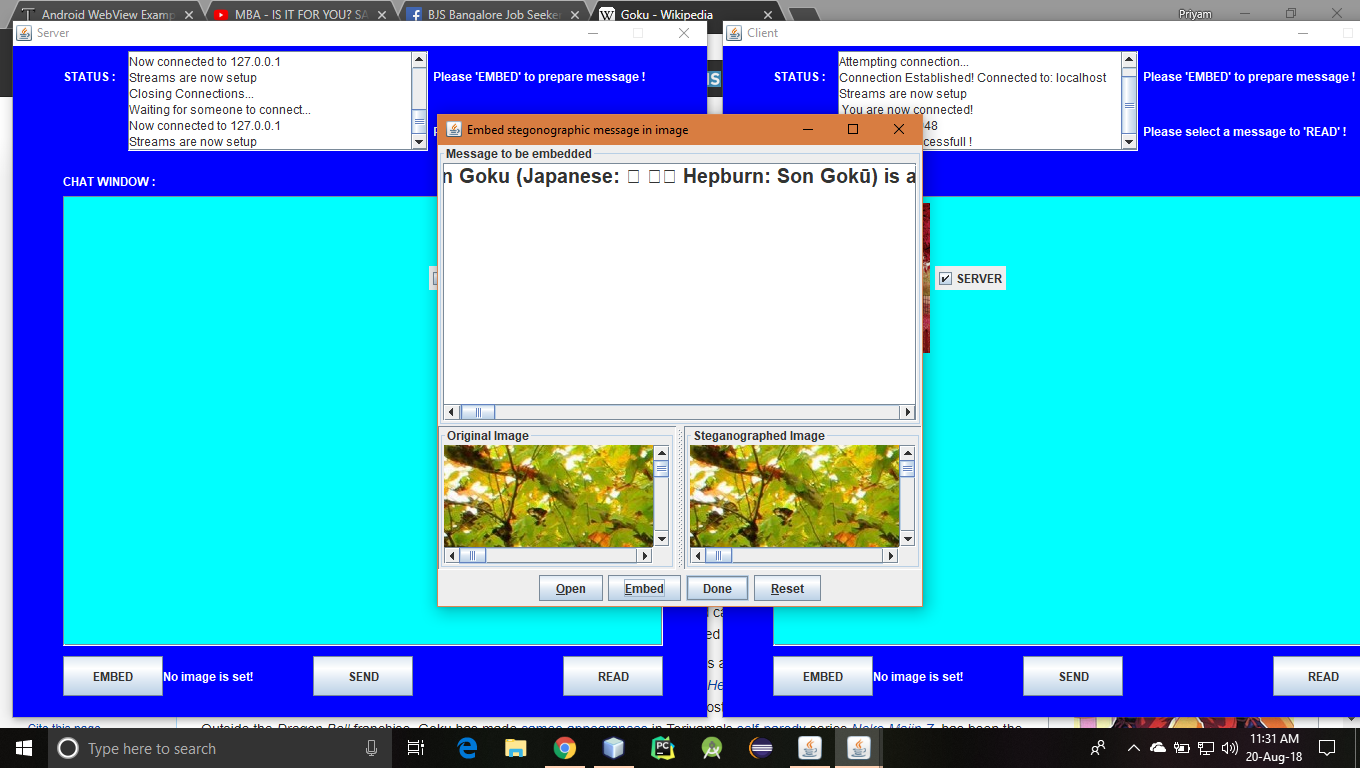 Android WebView Examp
MBA - IS IT FOR YOU? SA
BJS Bangalore Job Seeker
Goku - Wikipedia
Priyam
Server
STATUS :
Now connected to 127.0.0.1
Streams are now setup
Closing Connections...
Waiting for someone to connect...
Now connected to 127.0.0.1
Streams are now setup
Please 'EMBED' to prepare message !
CHAT WINDOW :
EMBED
No image is set!
SEND
READ
Client
STATUS :
Attempting connection...
Connection Established! Connected to: localhost
Streams are now setup
You are now connected!
48
cessfull !
Please 'EMBED' to prepare message !
Please select a message to 'READ' !
SERVER
EMBED
No image is set!
SEND
READ
Embed stegonographic message in image
Message to be embedded
n Goku (Japanese: Hepburn: Son Gokū) is a
Original Image
Steganographed Image
Open
Embed
Done
Reset
Cite this page
Outside the Dragon Ball franchise, Goku has made cameo appearances in Toriyama's self-parody series Neko Majin Z, has been the
Type here to search
11:31 AM
20-Aug-18